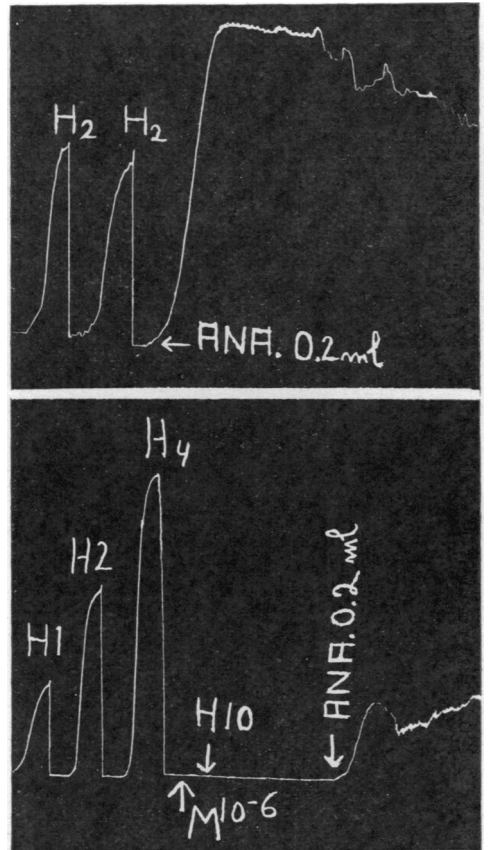 H2 H2
← ANA. 0.2 ml
H4
H2
H1
ANA. 0.2 ml
H10
M10-6